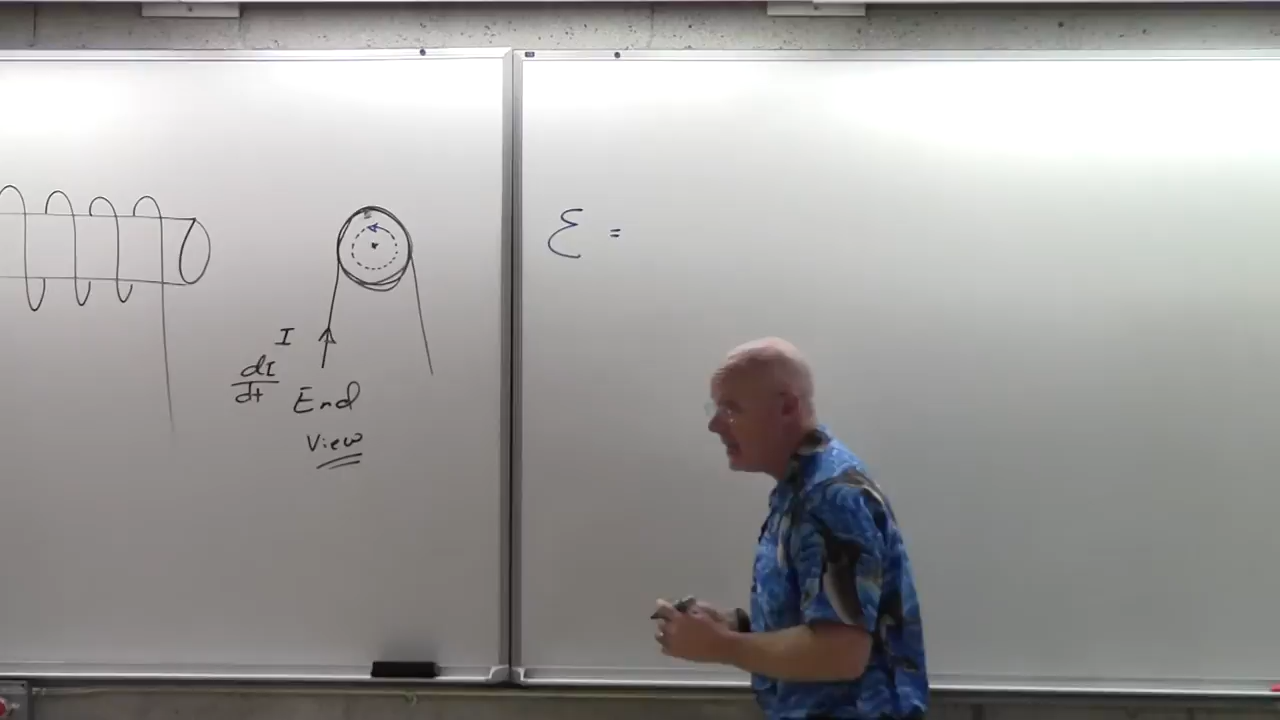 I
dI
dt
End
View
ℰ =